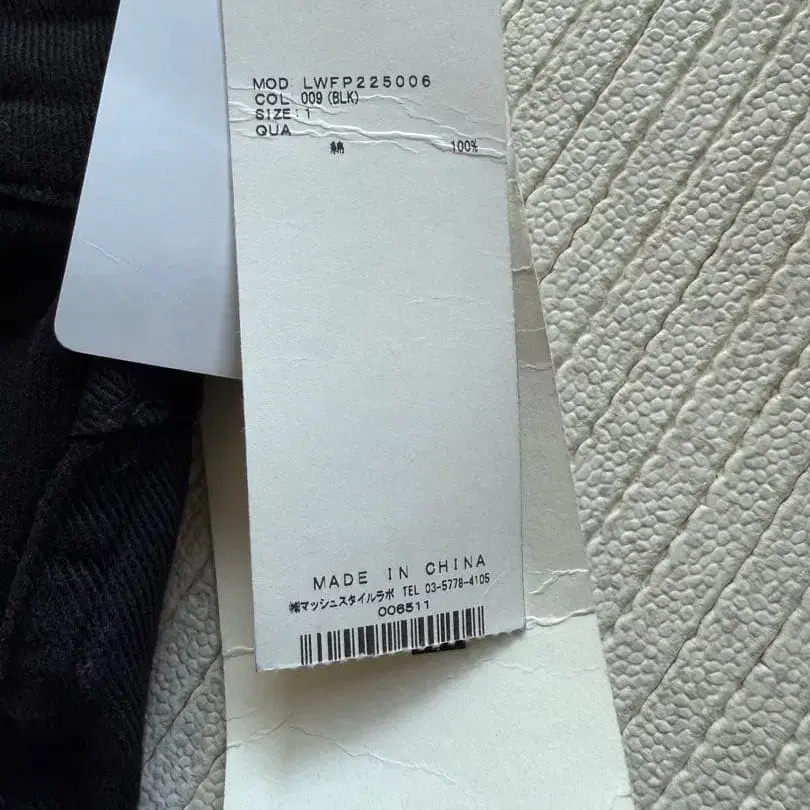 MOD LWFP225006
COL 009(BLK)
SIZE:1
QUA
綿 100%
MADE IN CHINA
㈱マッシュスタイルラボ TEL 03-5778-4105
006511